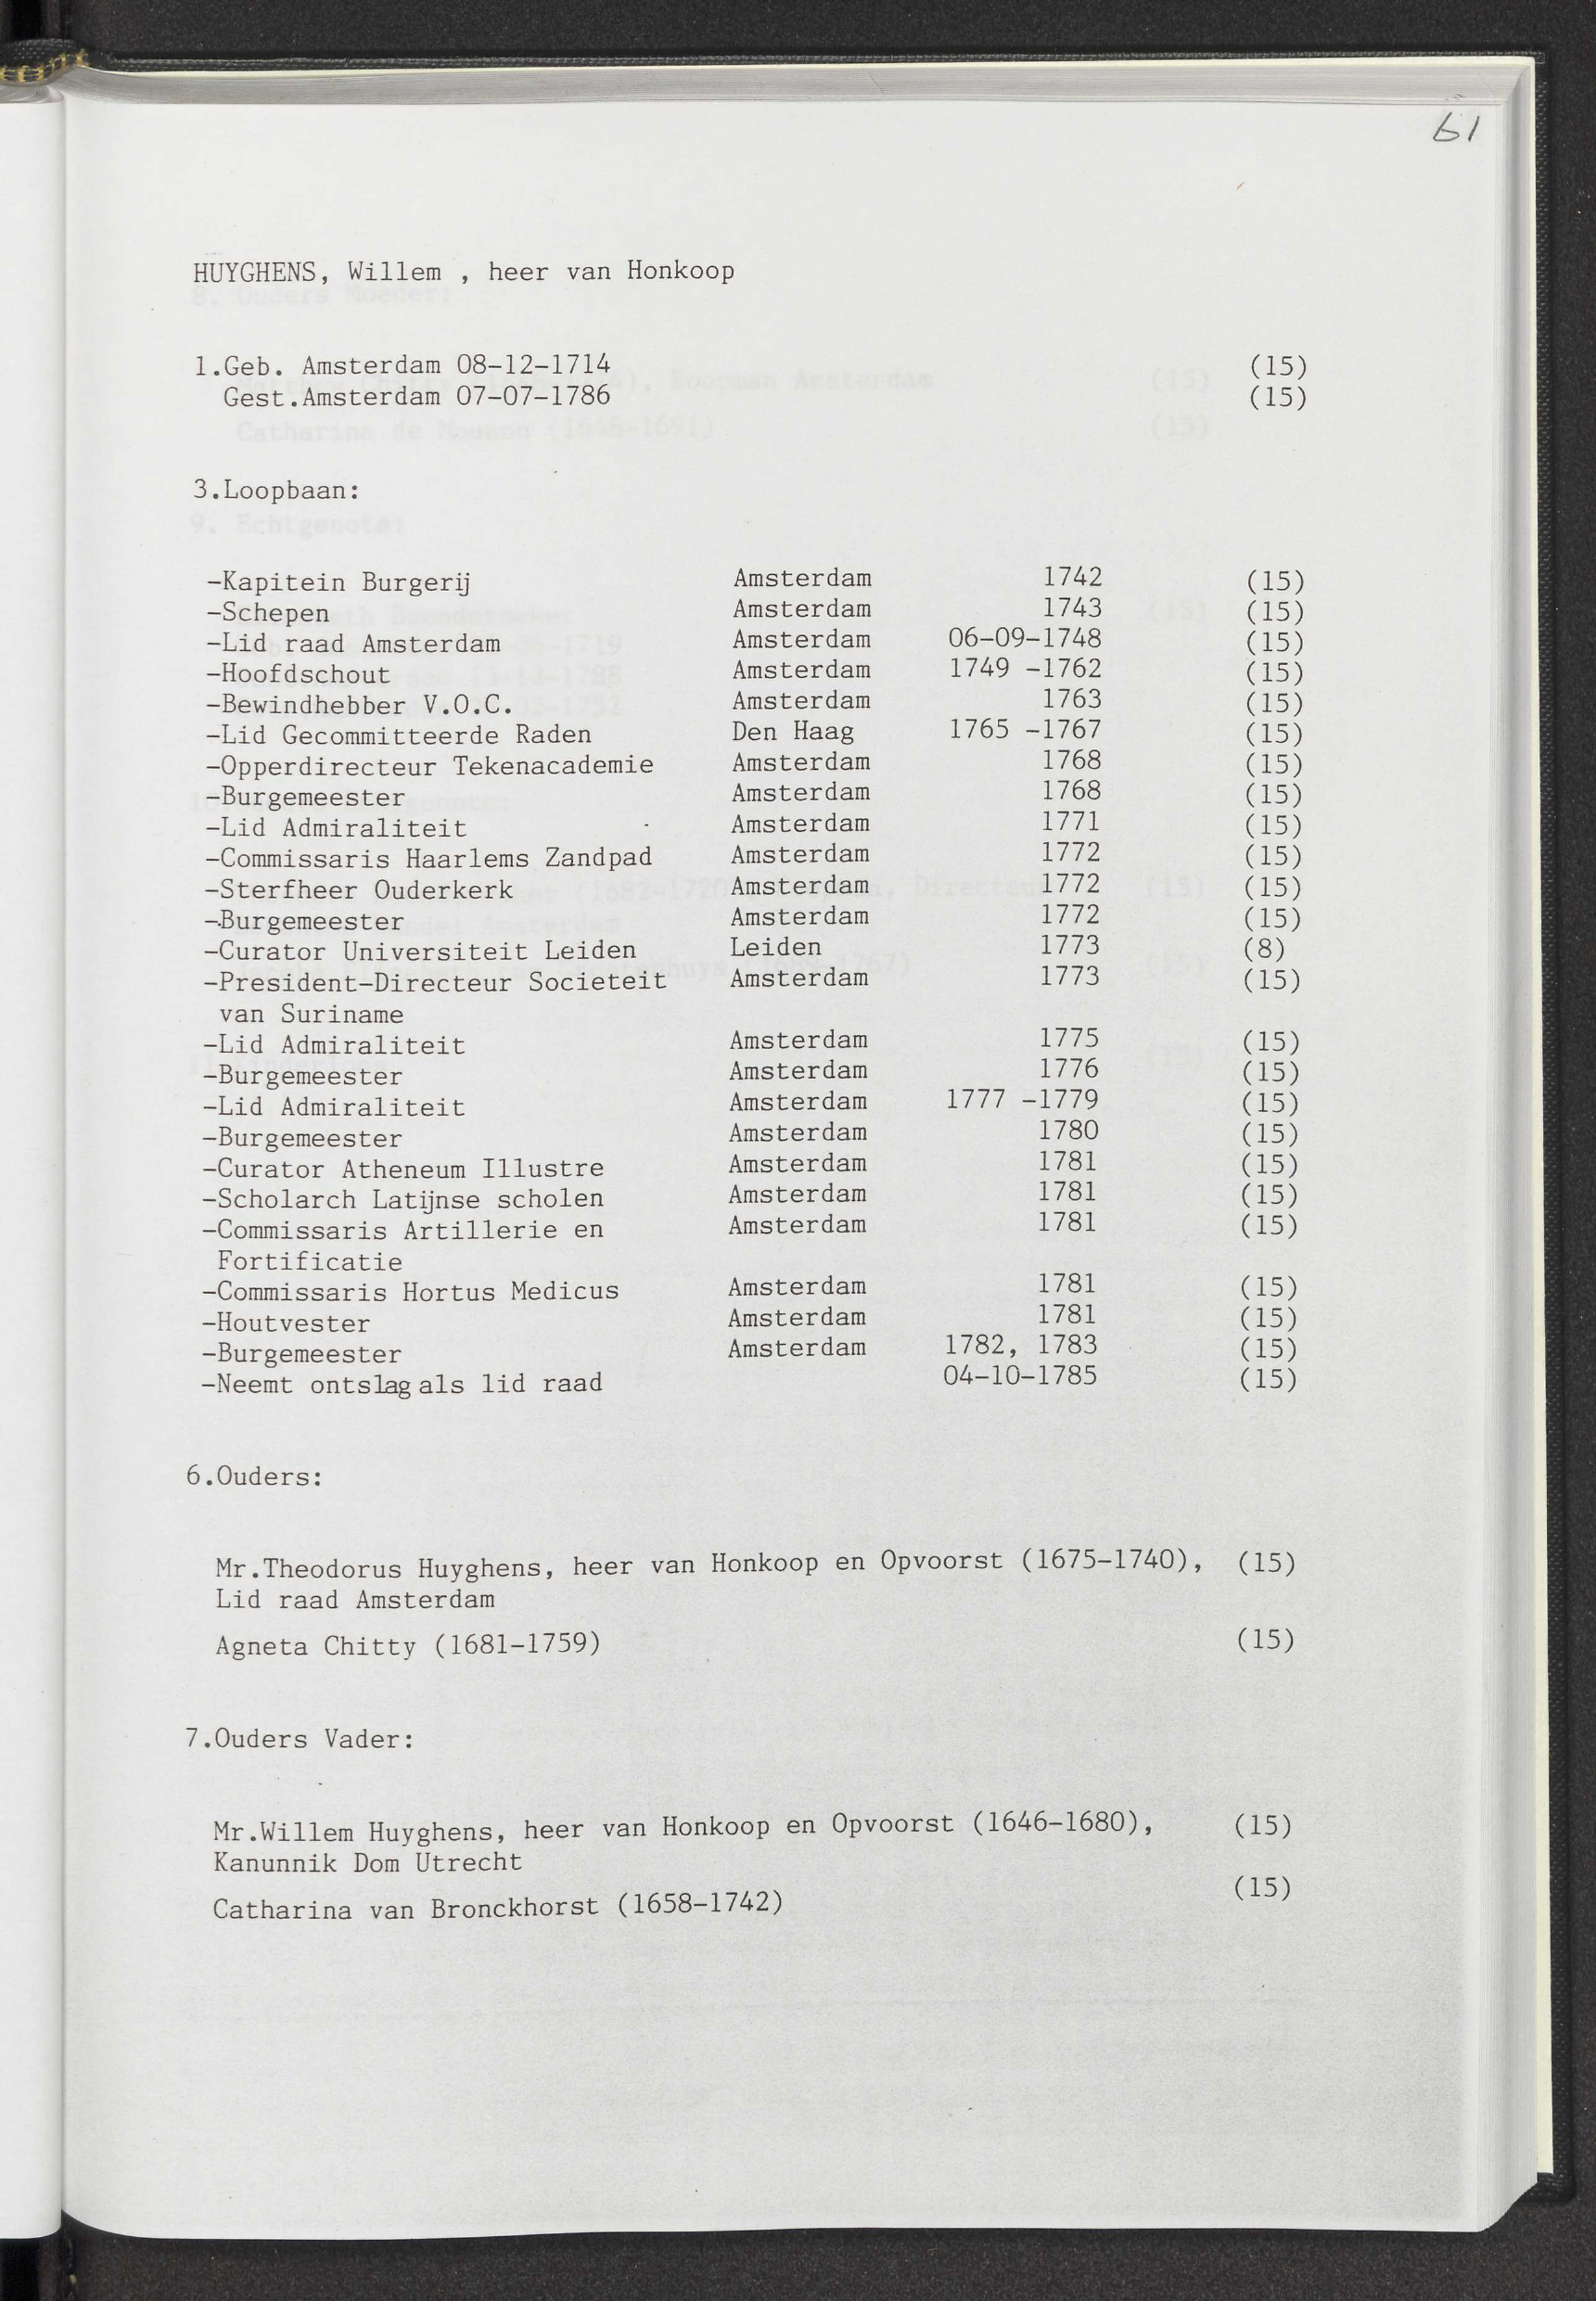 61
HUYGHENS, Willem , heer van Honkoop
1.Geb. Amsterdam 08-12-1714 (15)
Gest.Amsterdam 07-07-1786 (15)
3.Loopbaan:
-Kapitein Burgerij Amsterdam 1742 (15)
-Schepen Amsterdam 1743 (15)
-Lid raad Amsterdam Amsterdam 06-09-1748 (15)
-Hoofdschout Amsterdam 1749 -1762 (15)
-Bewindhebber V.O.C. Amsterdam 1763 (15)
-Lid Gecommitteerde Raden Den Haag 1765 -1767 (15)
-Opperdirecteur Tekenacademie Amsterdam 1768 (15)
-Burgemeester Amsterdam 1768 (15)
-Lid Admiraliteit Amsterdam 1771 (15)
-Commissaris Haarlems Zandpad Amsterdam 1772 (15)
-Sterfheer Ouderkerk Amsterdam 1772 (15)
-Burgemeester Amsterdam 1772 (15)
-Curator Universiteit Leiden Leiden 1773 (8)
-President-Directeur Societeit Amsterdam 1773 (15)
van Suriname
-Lid Admiraliteit Amsterdam 1775 (15)
-Burgemeester Amsterdam 1776 (15)
-Lid Admiraliteit Amsterdam 1777 -1779 (15)
-Burgemeester Amsterdam 1780 (15)
-Curator Atheneum Illustre Amsterdam 1781 (15)
-Scholarch Latijnse scholen Amsterdam 1781 (15)
-Commissaris Artillerie en Amsterdam 1781 (15)
Fortificatie
-Commissaris Hortus Medicus Amsterdam 1781 (15)
-Houtvester Amsterdam 1781 (15)
-Burgemeester Amsterdam 1782, 1783 (15)
-Neemt ontslag als lid raad 04-10-1785 (15)
6.Ouders:
Mr.Theodorus Huyghens, heer van Honkoop en Opvoorst (1675-1740), (15)
Lid raad Amsterdam
Agneta Chitty (1681-1759) (15)
7.Ouders Vader:
Mr.Willem Huyghens, heer van Honkoop en Opvoorst (1646-1680), (15)
Kanunnik Dom Utrecht
Catharina van Bronckhorst (1658-1742) (15)